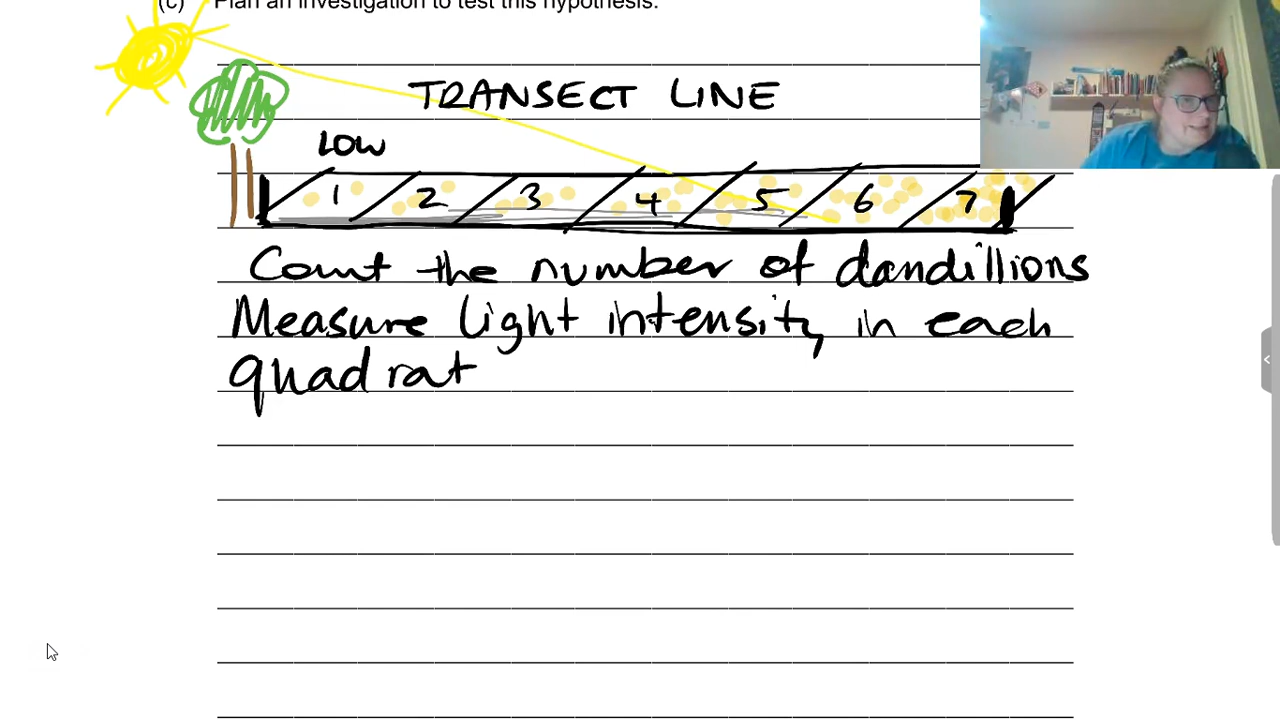 (c) Plan an investigation to test this hypothesis.
TRANSECT LINE
LOW
1 2 3 4 5 6 7
Count the number of dandillions
Measure light intensity in each
quadrat